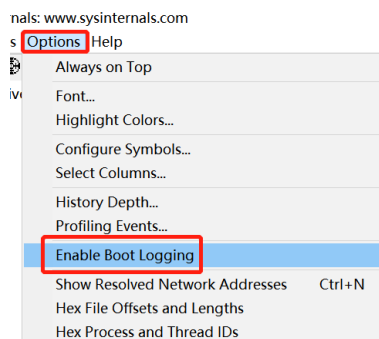 nals: www.sysinternals.com
s Options Help
Always on Top
Font...
Highlight Colors...
Configure Symbols...
Select Columns...
History Depth...
Profiling Events...
Enable Boot Logging
Show Resolved Network Addresses Ctrl+N
Hex File Offsets and Lengths
Hex Process and Thread IDs